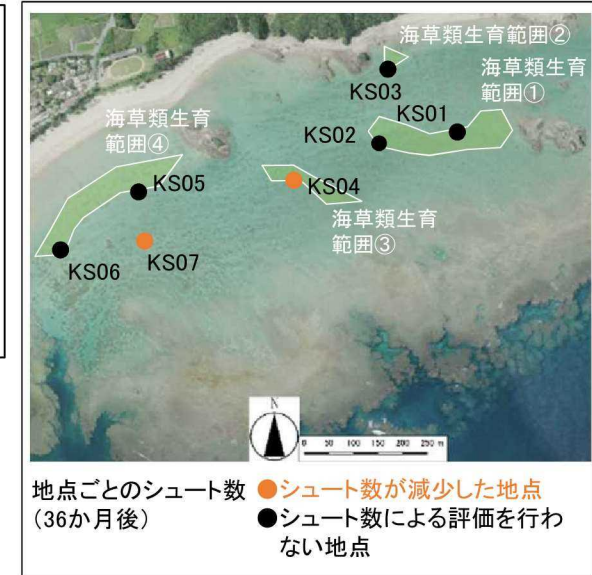 海草類生育
範囲②
海草類生育
範囲①
KS03
KS01
KS02
海草類生育
範囲④
KS05
KS04
海草類生育
範囲③
KS06
KS07
N
0 50 100 150 200 250 m
地点ごとのシュート数
(36か月後)
●シュート数が減少した地点
●シュート数による評価を行わ
ない地点